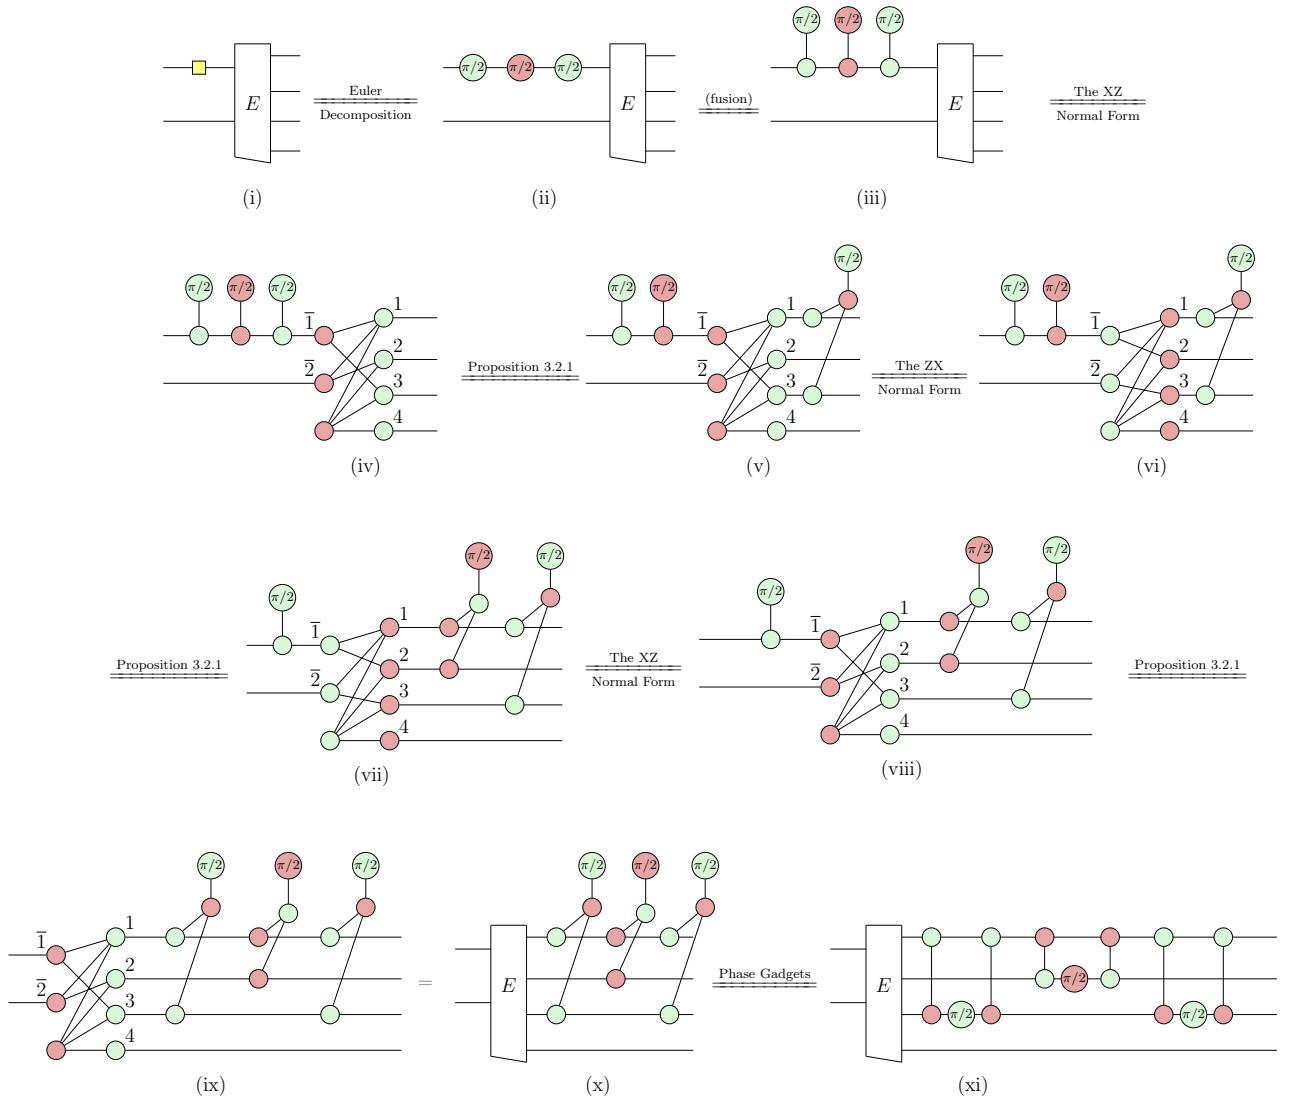 π/2 π/2 π/2
E Euler Decomposition π/2 π/2 π/2 E (fusion) E The XZ Normal Form
(i) (ii) (iii)
π/2 π/2
π/2 π/2 π/2 π/2 π/2 π/2 π/2
1̅ 2̅ 1 2 3 4 Proposition 3.2.1 1̅ 2̅ 1 2 3 4 The ZX Normal Form 1̅ 2̅ 1 2 3 4
(iv) (v) (vi)
π/2 π/2 π/2 π/2
π/2 π/2
Proposition 3.2.1 1̅ 2̅ 1 2 3 4 The XZ Normal Form 1̅ 2̅ 1 2 3 4 Proposition 3.2.1
(vii) (viii)
π/2 π/2 π/2 π/2 π/2 π/2
1̅ 2̅ 1 2 3 4 = E Phase Gadgets E π/2 π/2 π/2
(ix) (x) (xi)